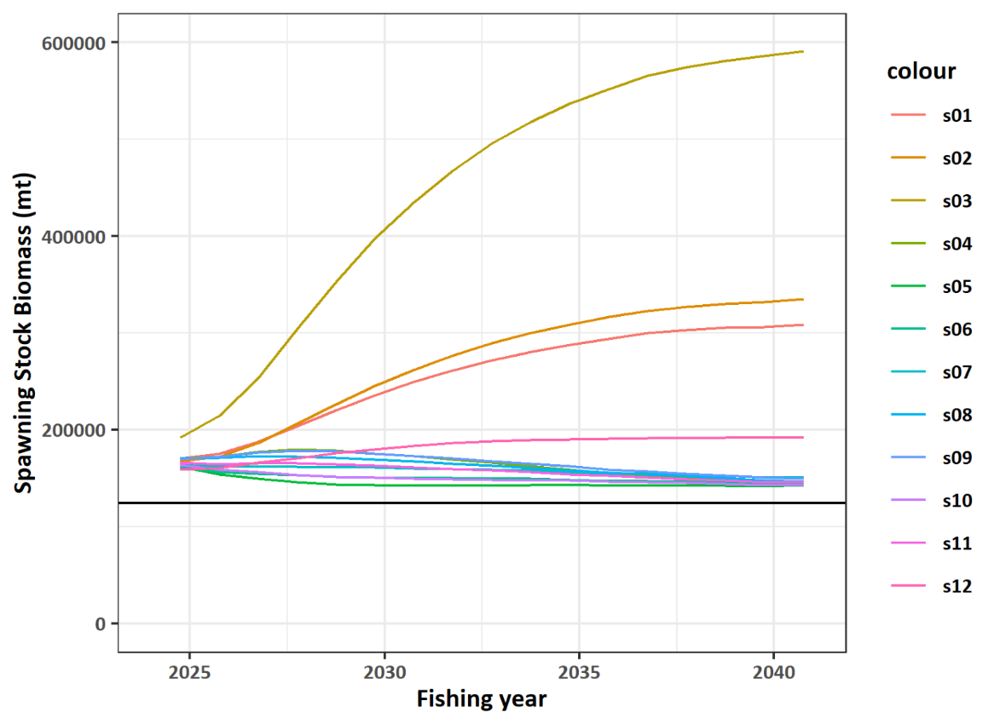 Spawning Stock Biomass (mt)
600000
400000
200000
0
2025
2030
2035
2040
Fishing year
colour
s01
s02
s03
s04
s05
s06
s07
s08
s09
s10
s11
s12